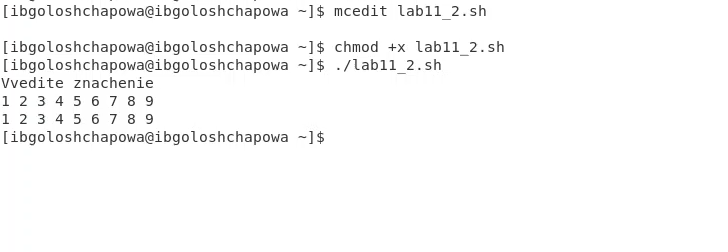 [ibgoloshchapowa@ibgoloshchapowa ~]$ mcedit lab11_2.sh
[ibgoloshchapowa@ibgoloshchapowa ~]$ chmod +x lab11_2.sh
[ibgoloshchapowa@ibgoloshchapowa ~]$ ./lab11_2.sh
Vvedite znachenie
1 2 3 4 5 6 7 8 9
1 2 3 4 5 6 7 8 9
[ibgoloshchapowa@ibgoloshchapowa ~]$